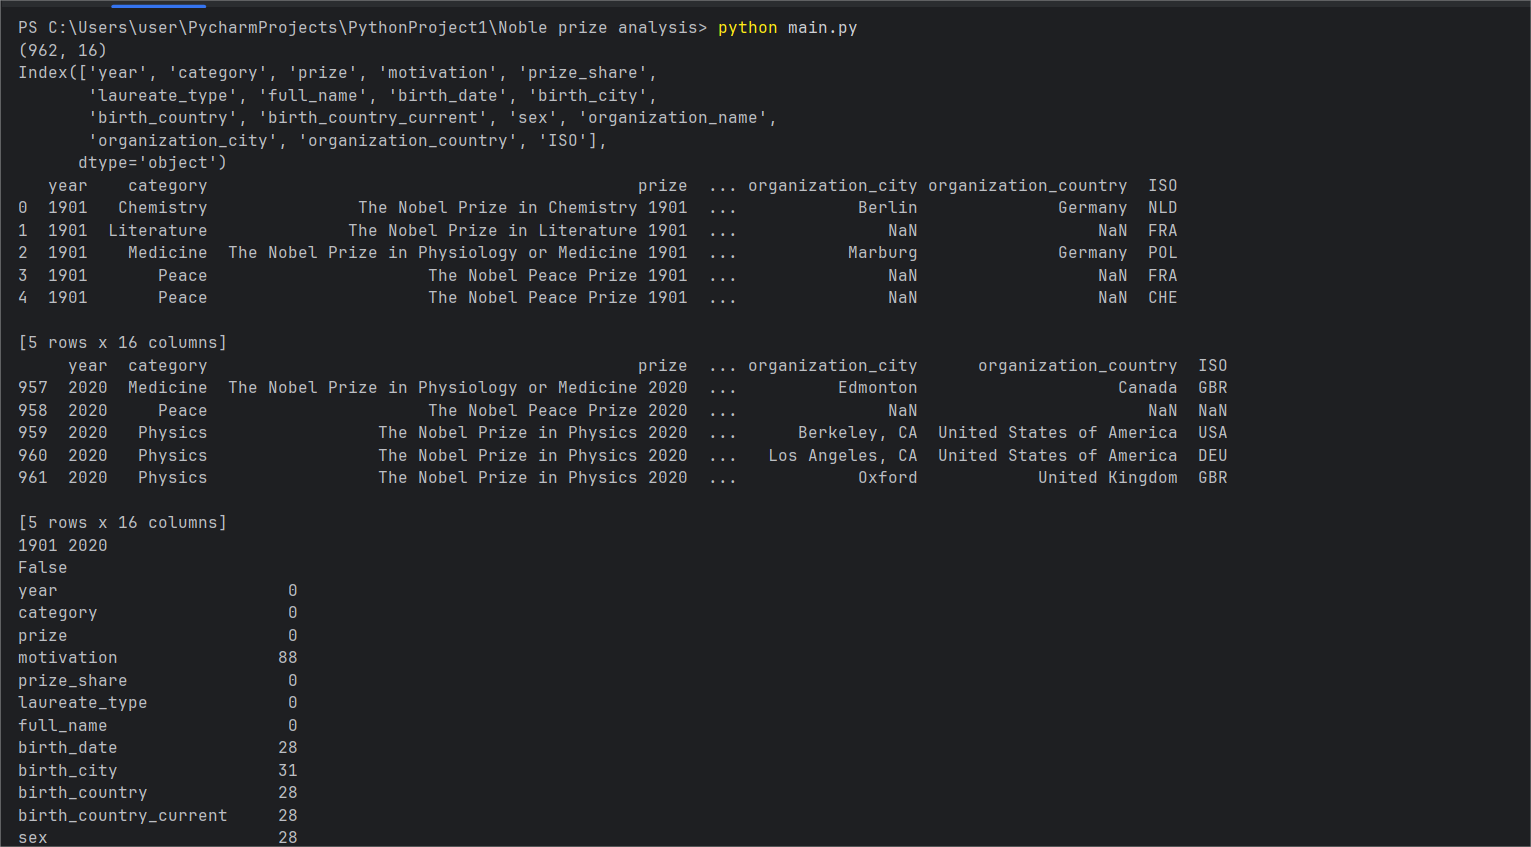 PS C:\Users\user\PycharmProjects\PythonProject1\Noble prize analysis> python main.py
(962, 16)
Index(['year', 'category', 'prize', 'motivation', 'prize_share',
       'laureate_type', 'full_name', 'birth_date', 'birth_city',
       'birth_country', 'birth_country_current', 'sex', 'organization_name',
       'organization_city', 'organization_country', 'ISO'],
      dtype='object')
   year    category                                           prize  ... organization_city organization_country  ISO
0  1901   Chemistry               The Nobel Prize in Chemistry 1901  ...            Berlin              Germany  NLD
1  1901  Literature              The Nobel Prize in Literature 1901  ...               NaN                  NaN  FRA
2  1901    Medicine  The Nobel Prize in Physiology or Medicine 1901  ...           Marburg              Germany  POL
3  1901       Peace                      The Nobel Peace Prize 1901  ...               NaN                  NaN  FRA
4  1901       Peace                      The Nobel Peace Prize 1901  ...               NaN                  NaN  CHE

[5 rows x 16 columns]
     year  category                                           prize  ... organization_city      organization_country  ISO
957  2020  Medicine  The Nobel Prize in Physiology or Medicine 2020  ...          Edmonton                    Canada  GBR
958  2020     Peace                      The Nobel Peace Prize 2020  ...               NaN                       NaN  NaN
959  2020   Physics                 The Nobel Prize in Physics 2020  ...      Berkeley, CA  United States of America  USA
960  2020   Physics                 The Nobel Prize in Physics 2020  ...   Los Angeles, CA  United States of America  DEU
961  2020   Physics                 The Nobel Prize in Physics 2020  ...            Oxford            United Kingdom  GBR

[5 rows x 16 columns]
1901 2020
False
year                       0
category                   0
prize                      0
motivation                88
prize_share                0
laureate_type              0
full_name                  0
birth_date                28
birth_city                31
birth_country             28
birth_country_current     28
sex                       28